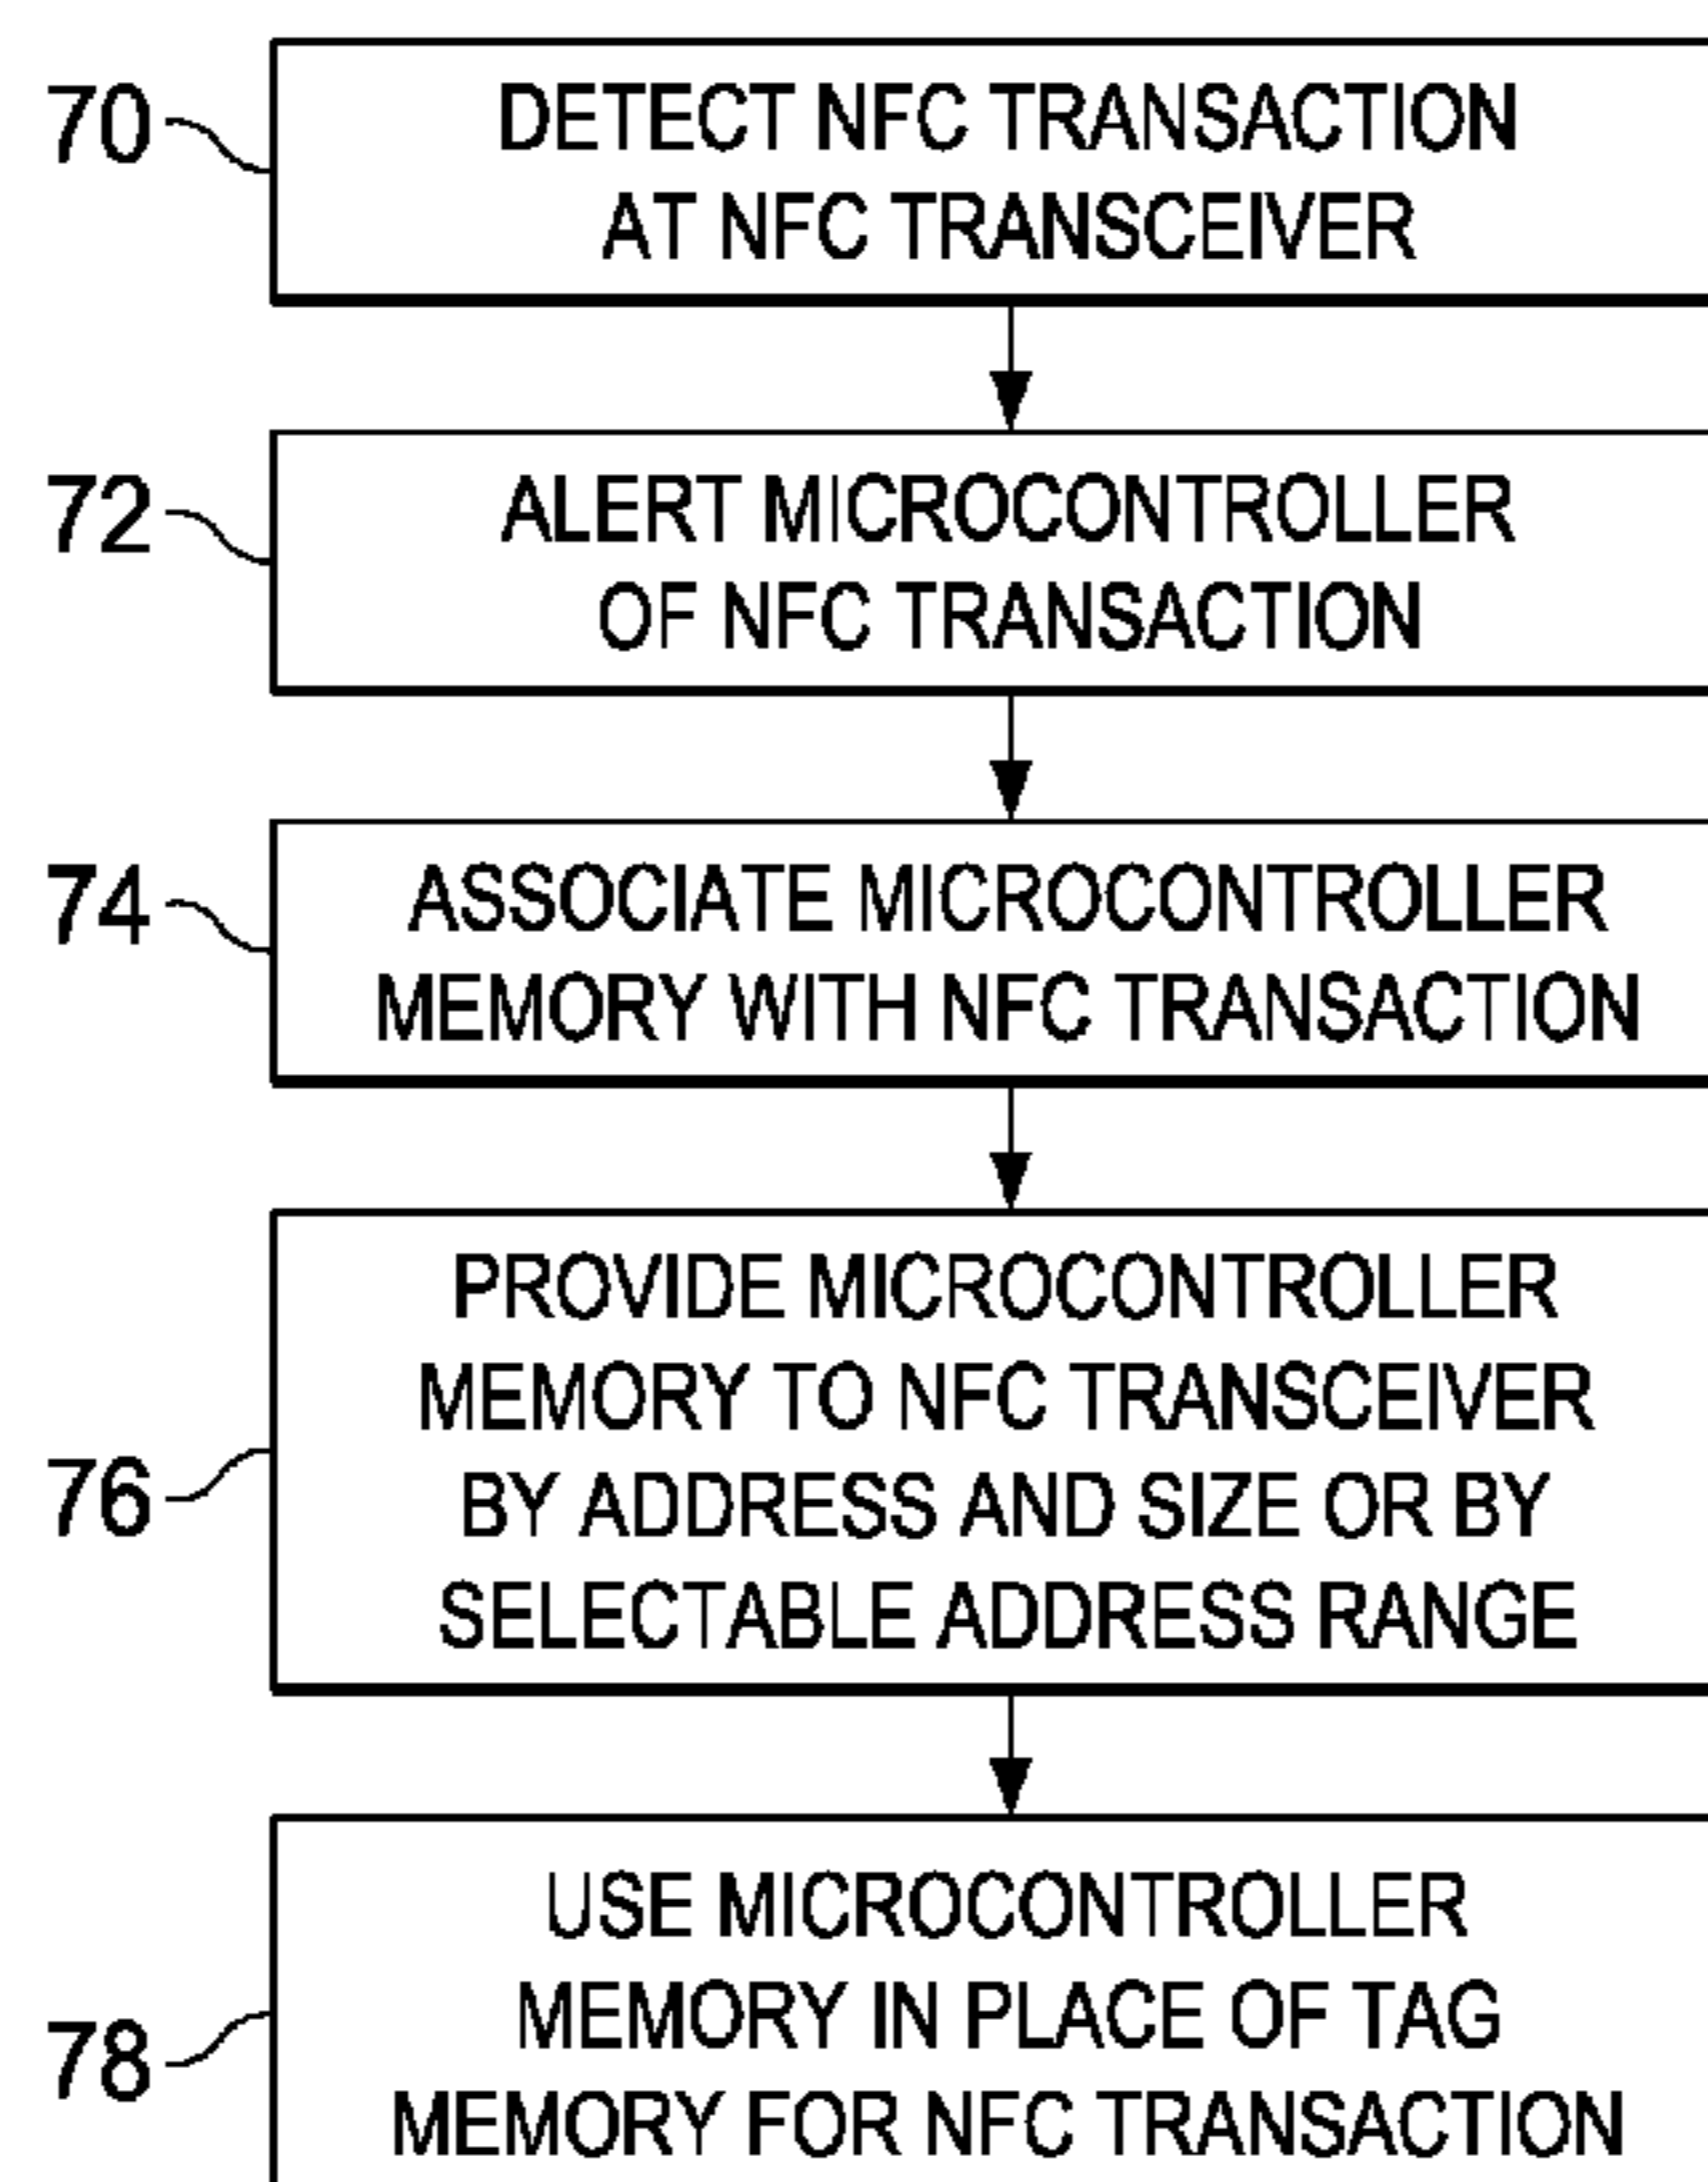 70
DETECT NFC TRANSACTION
AT NFC TRANSCEIVER
72
ALERT MICROCONTROLLER
OF NFC TRANSACTION
74
ASSOCIATE MICROCONTROLLER
MEMORY WITH NFC TRANSACTION
76
PROVIDE MICROCONTROLLER
MEMORY TO NFC TRANSCEIVER
BY ADDRESS AND SIZE OR BY
SELECTABLE ADDRESS RANGE
78
USE MICROCONTROLLER
MEMORY IN PLACE OF TAG
MEMORY FOR NFC TRANSACTION